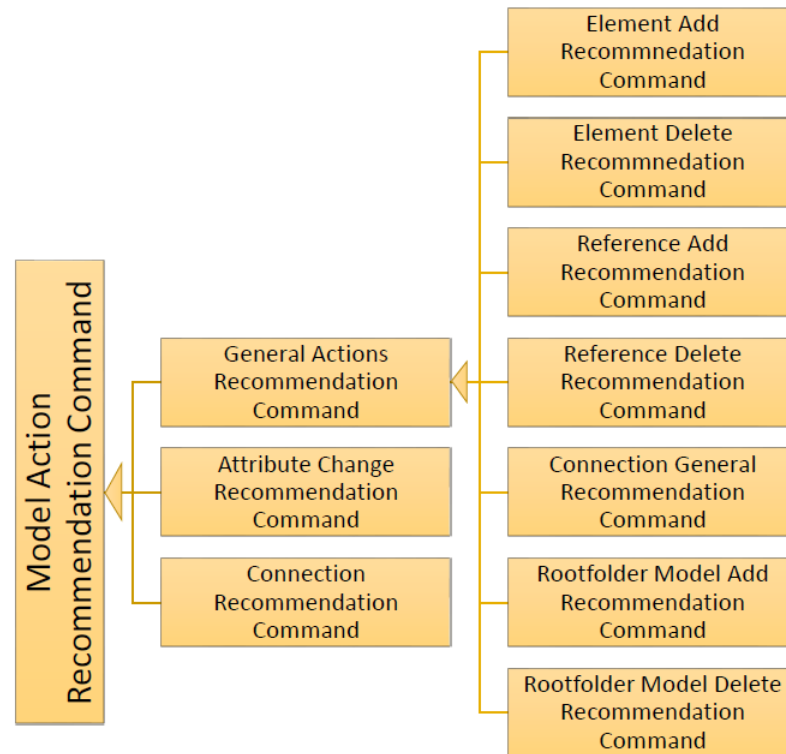 Model Action
Recommendation Command
General Actions
Recommendation
Command
Attribute Change
Recommendation
Command
Connection
Recommendation
Command
Element Add
Recommnedation
Command
Element Delete
Recommnedation
Command
Reference Add
Recommendation
Command
Reference Delete
Recommendation
Command
Connection General
Recommendation
Command
Rootfolder Model Add
Recommendation
Command
Rootfolder Model Delete
Recommendation
Command